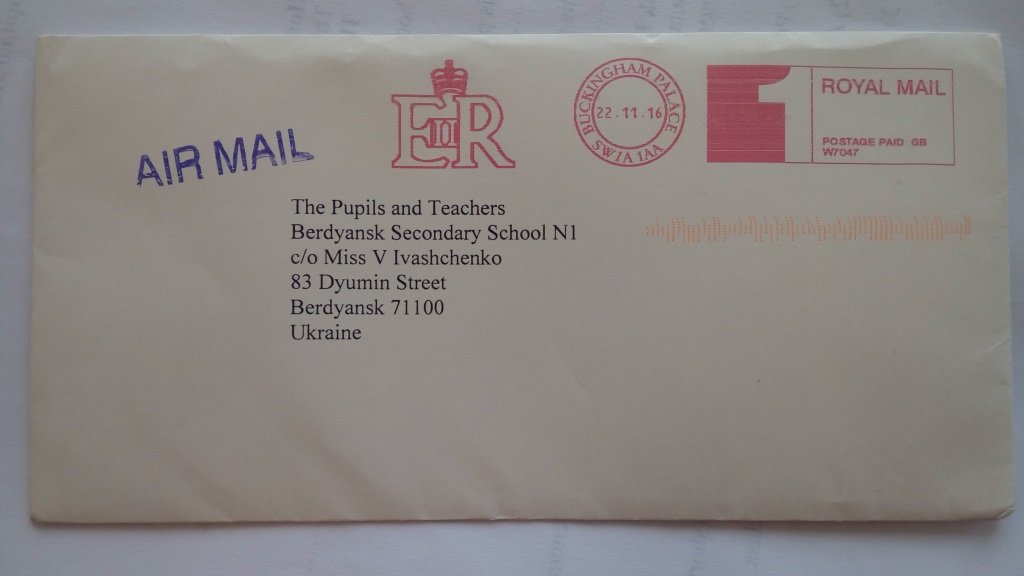 EIIR
BUCKINGHAM PALACE
22.11.16
SW1A 1AA
1
ROYAL MAIL
POSTAGE PAID GB
W7047
AIR MAIL
The Pupils and Teachers
Berdyansk Secondary School N1
c/o Miss V Ivashchenko
83 Dyumin Street
Berdyansk 71100
Ukraine